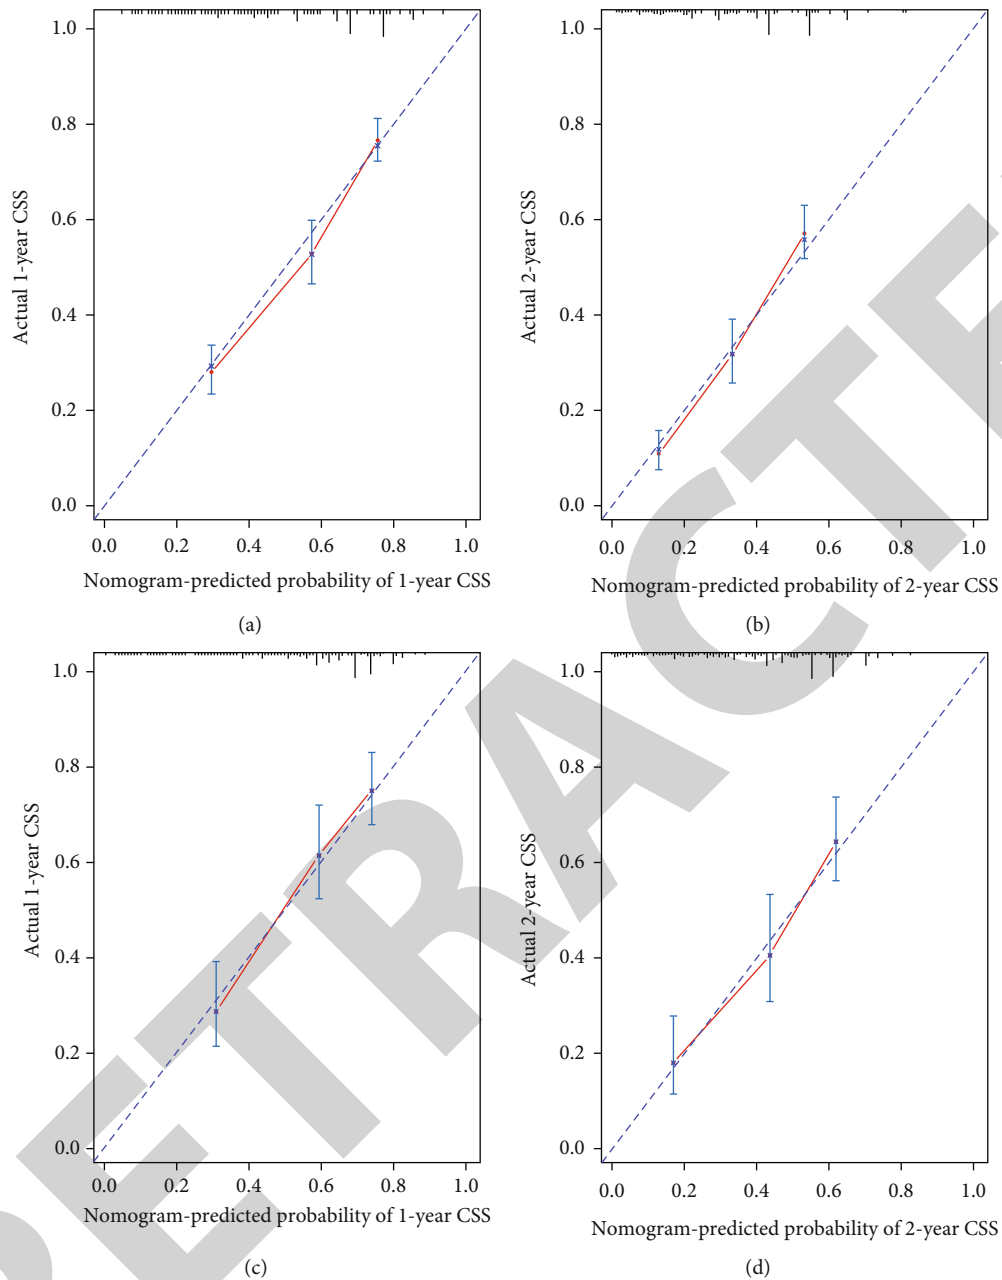 1.0
0.8
0.6
0.4
0.2
0.0
Actual 1-year CSS
0.0 0.2 0.4 0.6 0.8 1.0
Nomogram-predicted probability of 1-year CSS
(a)
1.0
0.8
0.6
0.4
0.2
0.0
Actual 2-year CSS
0.0 0.2 0.4 0.6 0.8 1.0
Nomogram-predicted probability of 2-year CSS
(b)
1.0
0.8
0.6
0.4
0.2
0.0
Actual 1-year CSS
0.0 0.2 0.4 0.6 0.8 1.0
Nomogram-predicted probability of 1-year CSS
(c)
1.0
0.8
0.6
0.4
0.2
0.0
Actual 2-year CSS
0.0 0.2 0.4 0.6 0.8 1.0
Nomogram-predicted probability of 2-year CSS
(d)
RETRACTE